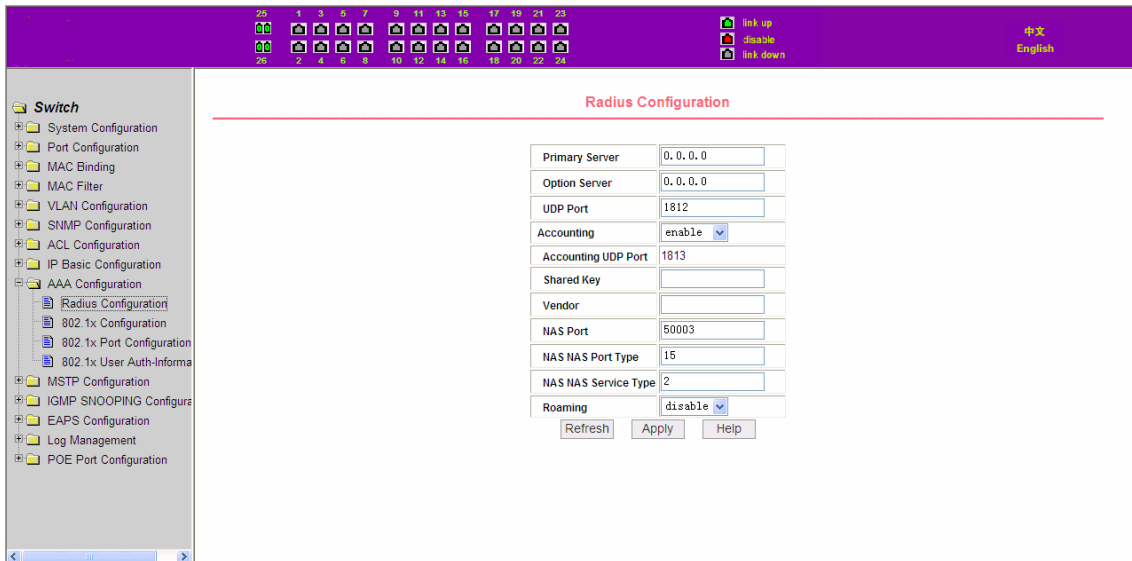 25 1 3 5 7 9 11 13 15 17 19 21 23
26 2 4 6 8 10 12 14 16 18 20 22 24
link up
disable
link down
中文
English
Switch
System Configuration
Port Configuration
MAC Binding
MAC Filter
VLAN Configuration
SNMP Configuration
ACL Configuration
IP Basic Configuration
AAA Configuration
Radius Configuration
802.1x Configuration
802.1x Port Configuration
802.1x User Auth-Informa
MSTP Configuration
IGMP SNOOPING Configura
EAPS Configuration
Log Management
POE Port Configuration
Radius Configuration
Primary Server 0.0.0.0
Option Server 0.0.0.0
UDP Port 1812
Accounting enable
Accounting UDP Port 1813
Shared Key
Vendor
NAS Port 50003
NAS NAS Port Type 15
NAS NAS Service Type 2
Roaming disable
Refresh Apply Help